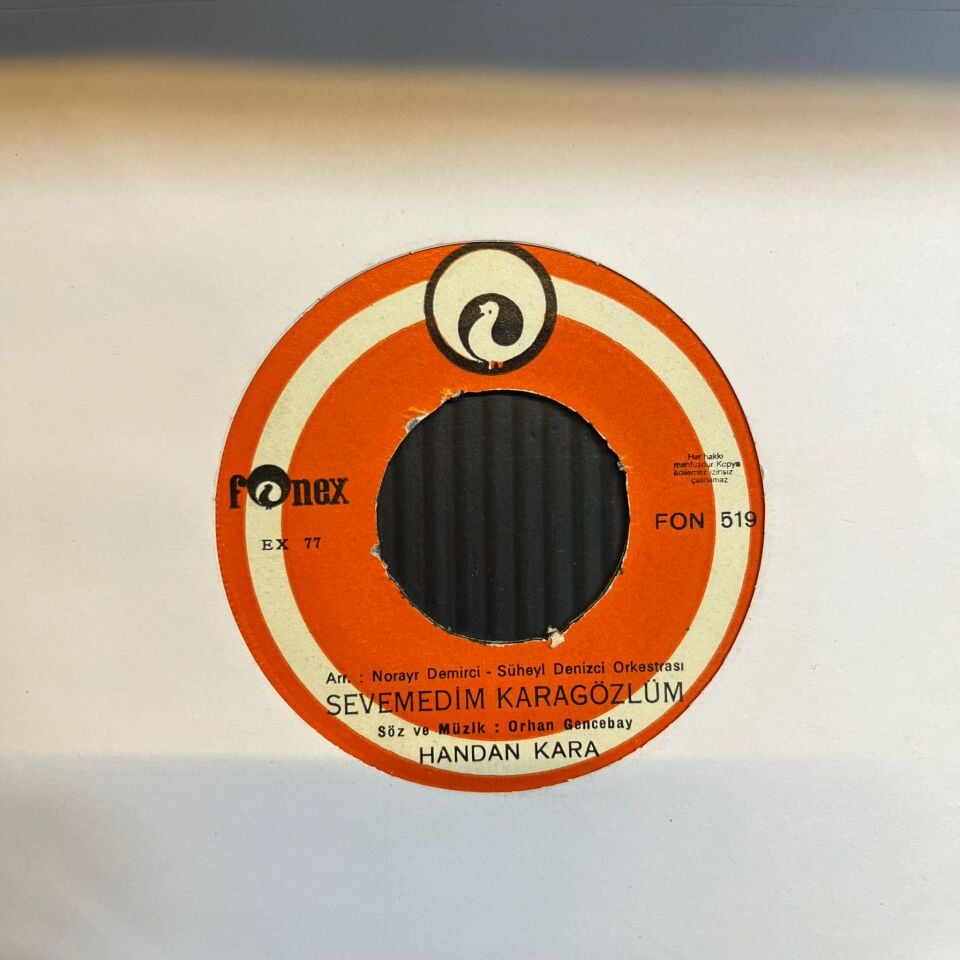 fonex
EX 77
Her hakkı
mahfuzdur Kopya
edilemez izinsiz
çalınamaz
FON 519
Arr. : Norayr Demirci - Süheyl Denizci Orkestrası
SEVEMEDİM KARAGÖZLÜM
Söz ve Müzik : Orhan Gencebay
HANDAN KARA